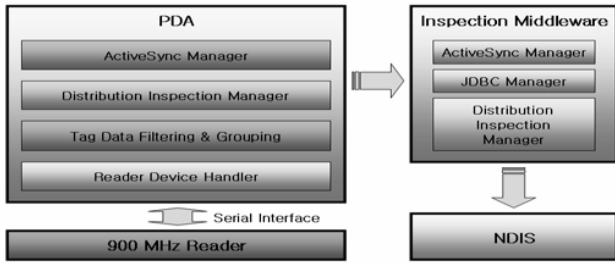 PDA
ActiveSync Manager
Distribution Inspection Manager
Tag Data Filtering & Grouping
Reader Device Handler
Serial Interface
900 MHz Reader
Inspection Middleware
ActiveSync Manager
JDBC Manager
Distribution
Inspection
Manager
NDIS